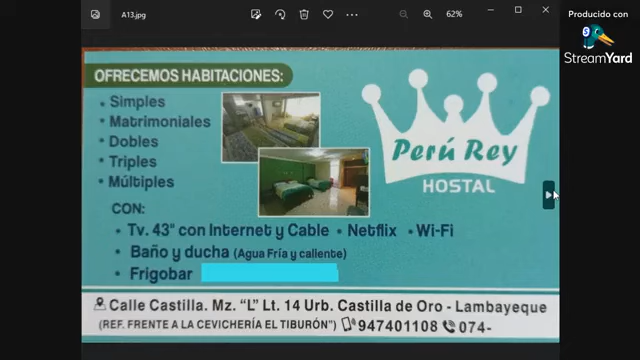 A13.jpg
62%
Producido con
StreamYard
OFRECEMOS HABITACIONES:
• Simples
• Matrimoniales
• Dobles
• Triples
• Múltiples
Perú Rey
HOSTAL
CON:
• Tv. 43" con Internet y Cable • Netflix • Wi-Fi
• Baño y ducha (Agua Fría y caliente)
• Frigobar
Calle Castilla. Mz. "L" Lt. 14 Urb. Castilla de Oro - Lambayeque
(REF. FRENTE A LA CEVICHERÍA EL TIBURÓN) 947401108 074-